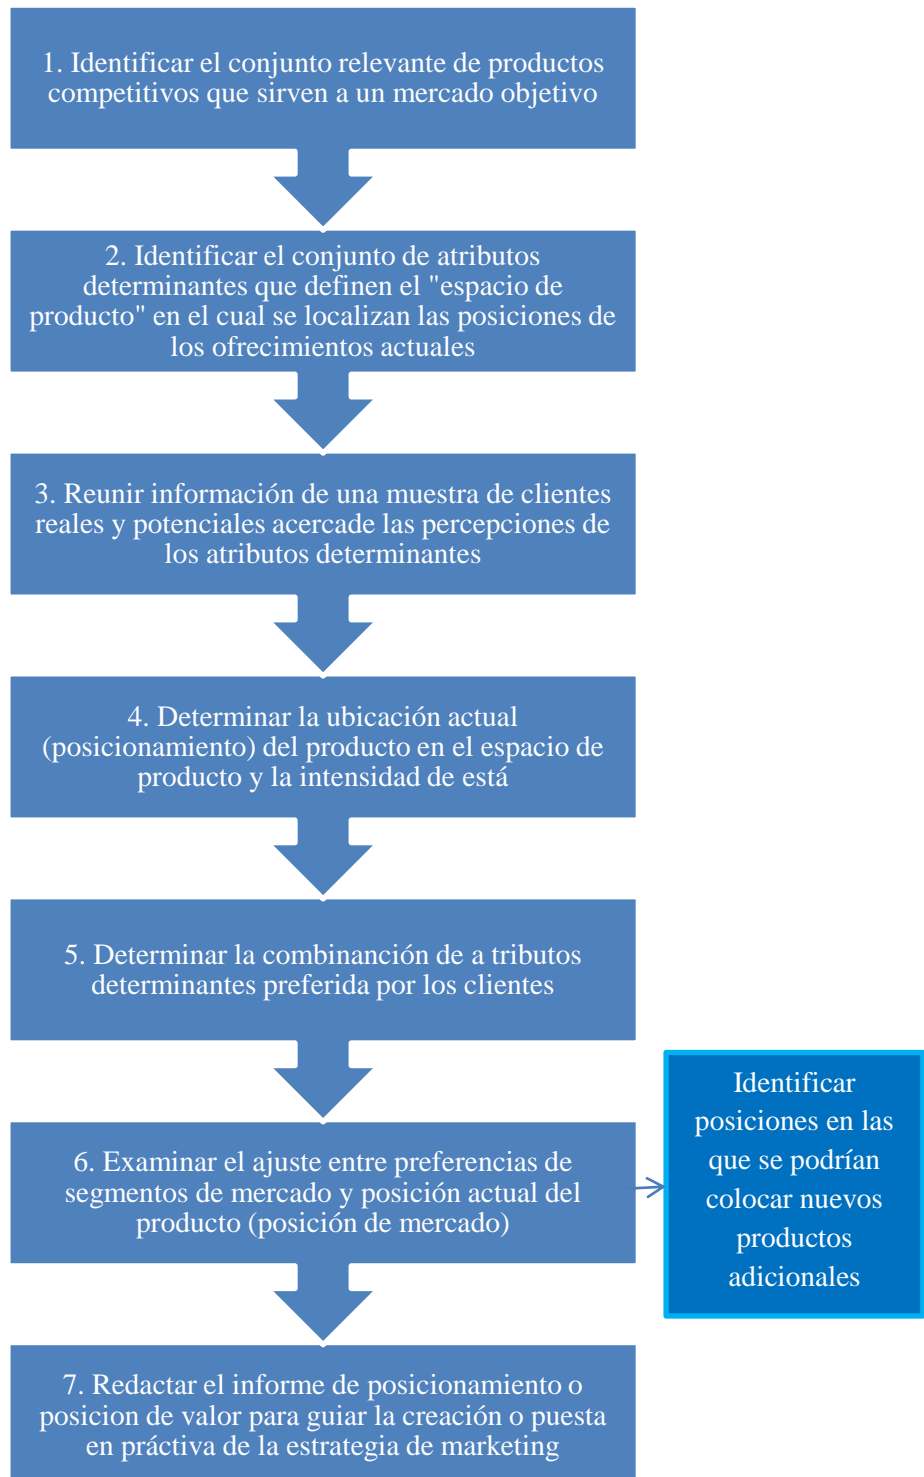 1. Identificar el conjunto relevante de productos
competitivos que sirven a un mercado objetivo
2. Identificar el conjunto de atributos
determinantes que definen el "espacio de
producto" en el cual se localizan las posiciones de
los ofrecimientos actuales
3. Reunir información de una muestra de clientes
reales y potenciales acercade las percepciones de
los atributos determinantes
4. Determinar la ubicación actual
(posicionamiento) del producto en el espacio de
producto y la intensidad de está
5. Determinar la combinanción de a tributos
determinantes preferida por los clientes
6. Examinar el ajuste entre preferencias de
segmentos de mercado y posición actual del
producto (posición de mercado)
Identificar
posiciones en las
que se podrían
colocar nuevos
productos
adicionales
7. Redactar el informe de posicionamiento o
posicion de valor para guiar la creación o puesta
en práctiva de la estrategia de marketing